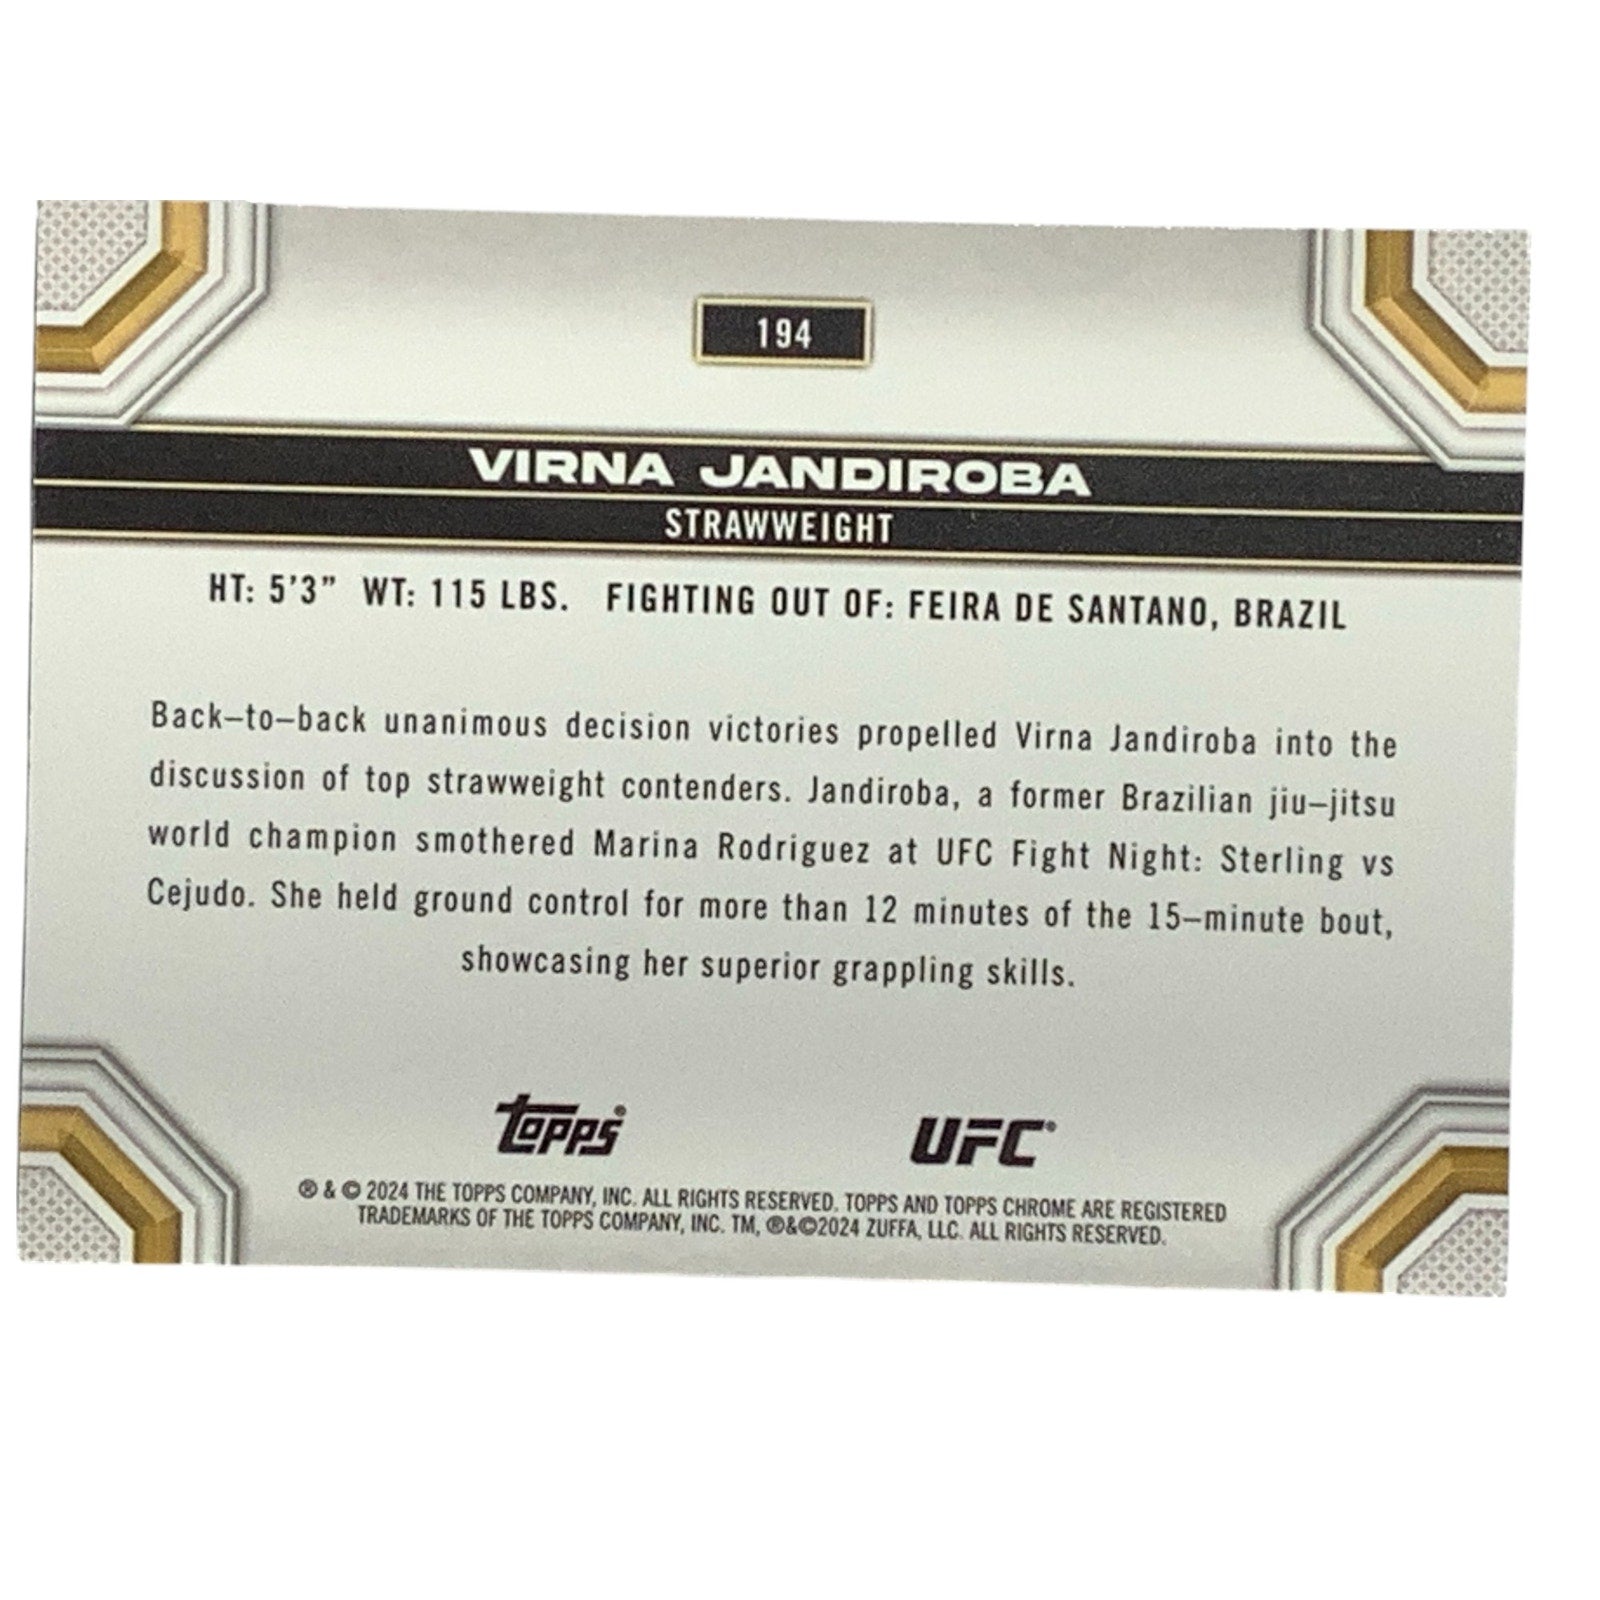 194
VIRNA JANDIROBA
STRAWWEIGHT
HT: 5'3" WT: 115 LBS. FIGHTING OUT OF: FEIRA DE SANTANO, BRAZIL
Back–to–back unanimous decision victories propelled Virna Jandiroba into the
discussion of top strawweight contenders. Jandiroba, a former Brazilian jiu–jitsu
world champion smothered Marina Rodriguez at UFC Fight Night: Sterling vs
Cejudo. She held ground control for more than 12 minutes of the 15–minute bout,
showcasing her superior grappling skills.
Topps® UFC®
® & © 2024 THE TOPPS COMPANY, INC. ALL RIGHTS RESERVED. TOPPS AND TOPPS CHROME ARE REGISTERED
TRADEMARKS OF THE TOPPS COMPANY, INC. TM, ®&©2024 ZUFFA, LLC. ALL RIGHTS RESERVED.